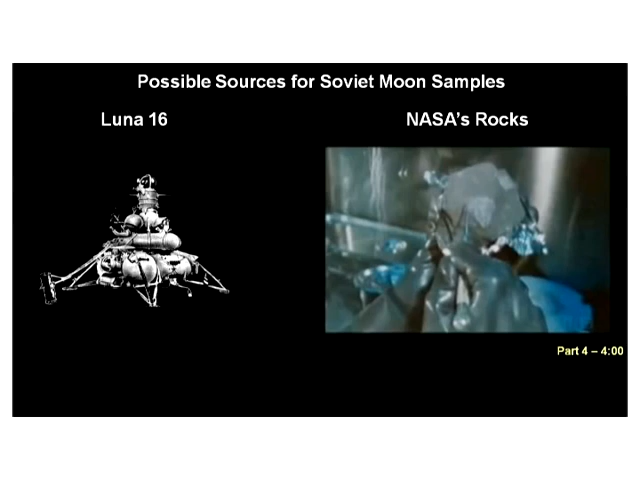 Possible Sources for Soviet Moon Samples
Luna 16
NASA's Rocks
Part 4 – 4:00